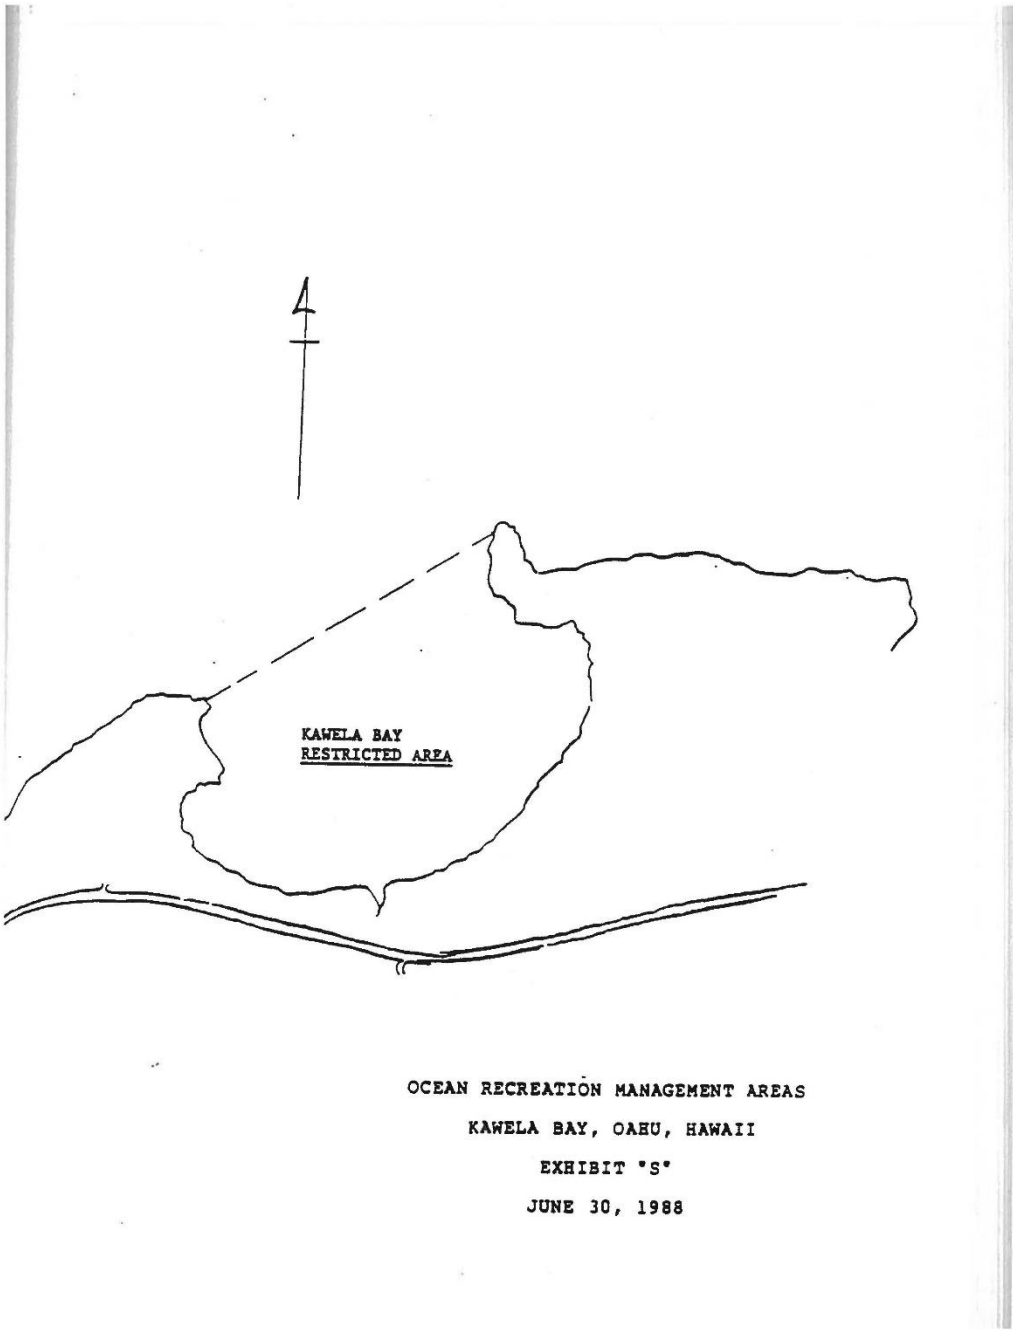 KAWELA BAY
RESTRICTED AREA
OCEAN RECREATION MANAGEMENT AREAS
KAWELA BAY, OAHU, HAWAII
EXHIBIT "S"
JUNE 30, 1988